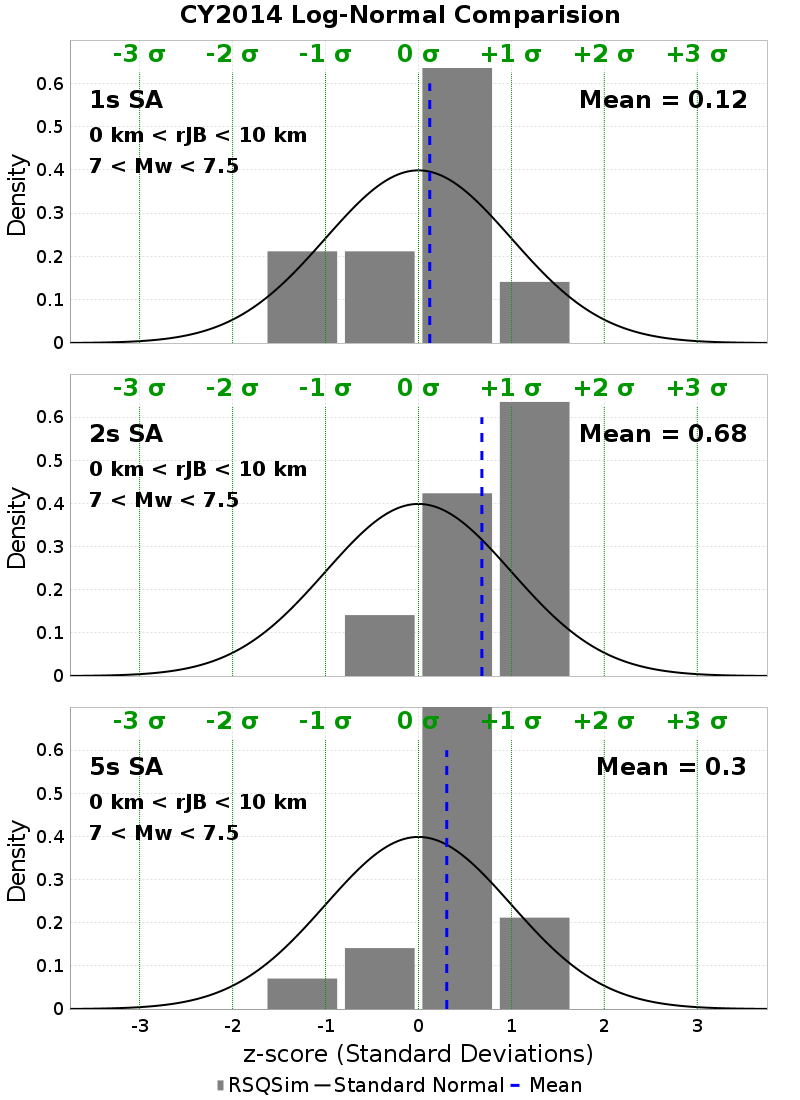 CY2014 Log-Normal Comparision
-3 σ -2 σ -1 σ 0 σ +1 σ +2 σ +3 σ
1s SA
Mean = 0.12
0 km < rJB < 10 km
7 < Mw < 7.5
Density
0.6
0.5
0.4
0.3
0.2
0.1
0
-3 σ -2 σ -1 σ 0 σ +1 σ +2 σ +3 σ
2s SA
Mean = 0.68
0 km < rJB < 10 km
7 < Mw < 7.5
Density
0.6
0.5
0.4
0.3
0.2
0.1
0
-3 σ -2 σ -1 σ 0 σ +1 σ +2 σ +3 σ
5s SA
Mean = 0.3
0 km < rJB < 10 km
7 < Mw < 7.5
Density
0.6
0.5
0.4
0.3
0.2
0.1
0
-3 -2 -1 0 1 2 3
z-score (Standard Deviations)
RSQSim Standard Normal Mean